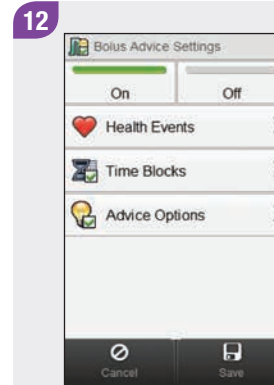 12
Bolus Advice Settings
On Off
Health Events
Time Blocks
Advice Options
Cancel Save